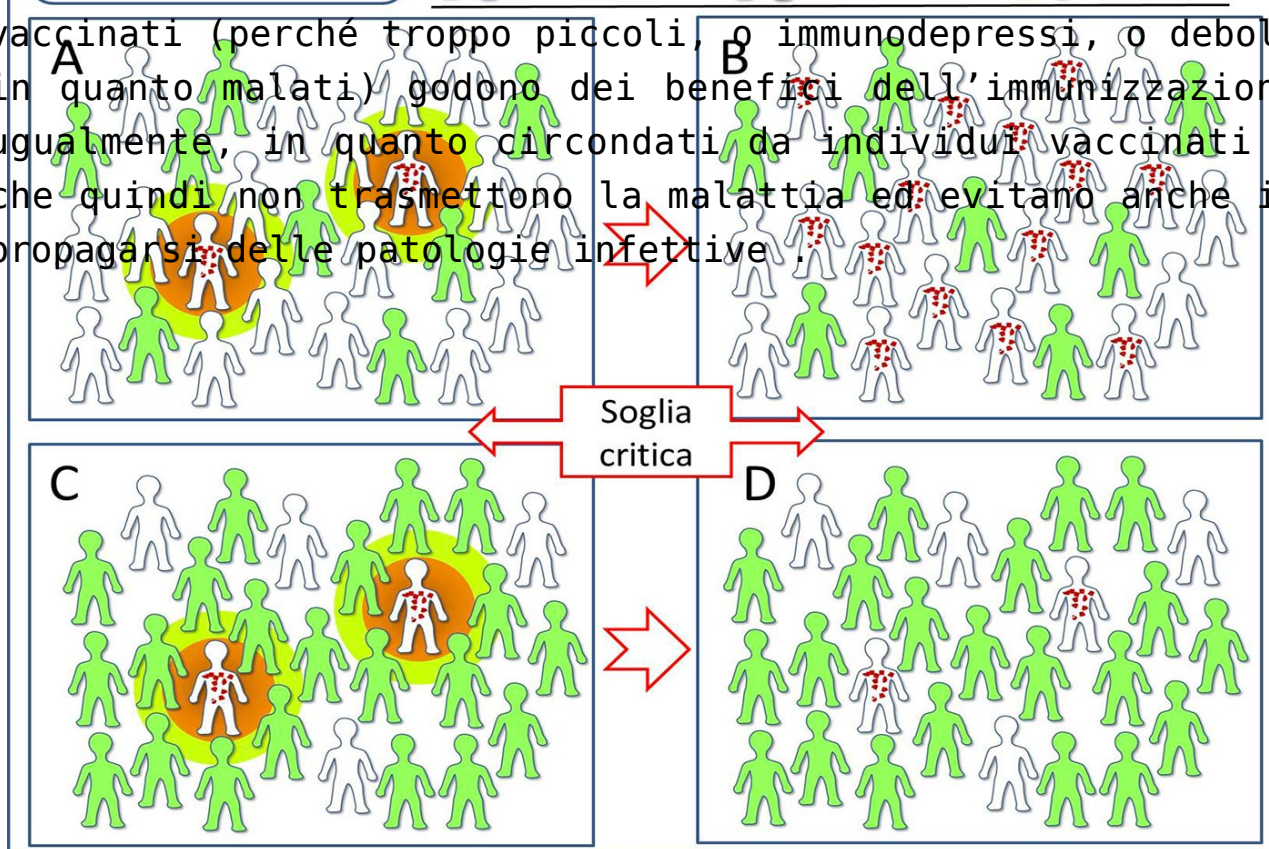 vaccinati (perché troppo piccoli, o immunodepressi, o debol
in quanto malati) godono dei benefici dell’immunizzazion
ugualmente, in quanto circondati da individui vaccinati
che quindi non trasmettono la malattia ed evitano anche i
propagarsi delle patologie infettive .
A
B
Soglia
critica
C
D